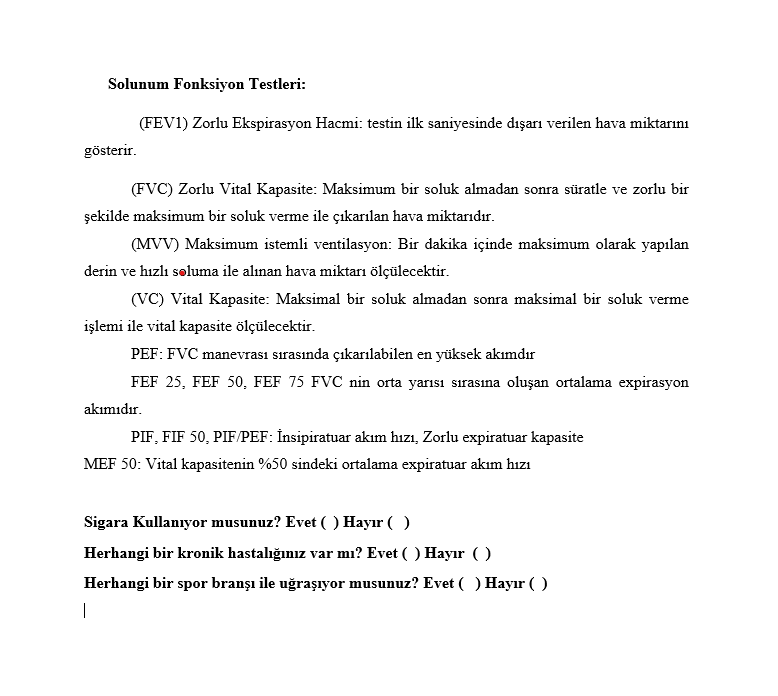 Solunum Fonksiyon Testleri:
(FEV1) Zorlu Ekspirasyon Hacmi: testin ilk saniyesinde dışarı verilen hava miktarını
gösterir.
(FVC) Zorlu Vital Kapasite: Maksimum bir soluk almadan sonra süratle ve zorlu bir
şekilde maksimum bir soluk verme ile çıkarılan hava miktarıdır.
(MVV) Maksimum istemli ventilasyon: Bir dakika içinde maksimum olarak yapılan
derin ve hızlı soluma ile alınan hava miktarı ölçülecektir.
(VC) Vital Kapasite: Maksimal bir soluk almadan sonra maksimal bir soluk verme
işlemi ile vital kapasite ölçülecektir.
PEF: FVC manevrası sırasında çıkarılabilen en yüksek akımdır
FEF 25, FEF 50, FEF 75 FVC nin orta yarısı sırasına oluşan ortalama expirasyon
akımıdır.
PIF, FIF 50, PIF/PEF: İnsipiratuar akım hızı, Zorlu expiratuar kapasite
MEF 50: Vital kapasitenin %50 sindeki ortalama expiratuar akım hızı
Sigara Kullanıyor musunuz? Evet ( ) Hayır ( )
Herhangi bir kronik hastalığınız var mı? Evet ( ) Hayır ( )
Herhangi bir spor branşı ile uğraşıyor musunuz? Evet ( ) Hayır ( )